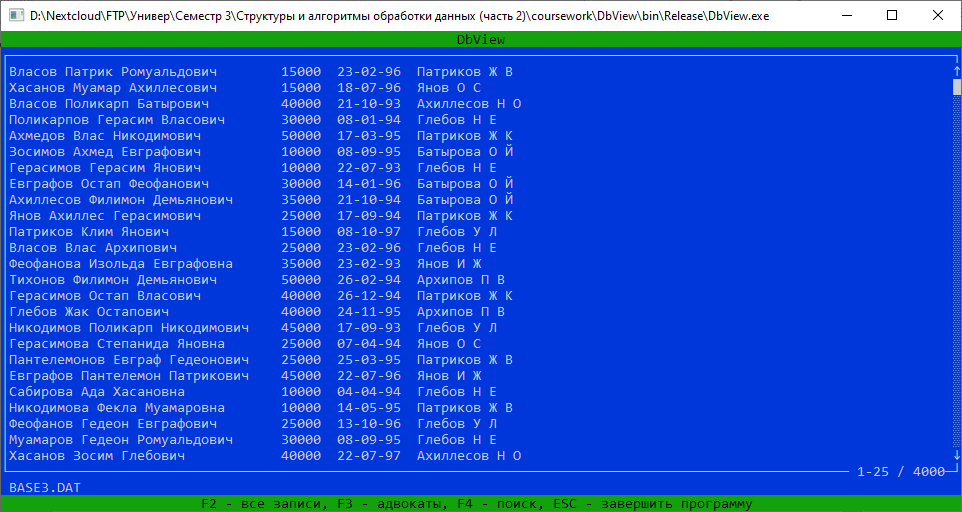 D:\Nextcloud\FTP\Универ\Семестр 3\Структуры и алгоритмы обработки данных (часть 2)\coursework\DbView\bin\Release\DbView.exe
DbView
Власов Патрик Ромуальдович 15000 23-02-96 Патриков Ж В
Хасанов Муамар Ахиллесович 15000 18-07-96 Янов О С
Власов Поликарп Батырович 40000 21-10-93 Ахиллесов Н О
Поликарпов Герасим Власович 30000 08-01-94 Глебов Н Е
Ахмедов Влас Никодимович 50000 17-03-95 Патриков Ж К
Зосимов Ахмед Евграфович 10000 08-09-95 Батырова О Й
Герасимов Герасим Янович 10000 22-07-93 Глебов Н Е
Евграфов Остап Феофанович 30000 14-01-96 Батырова О Й
Ахиллесов Филимон Демьянович 35000 21-10-94 Батырова О Й
Янов Ахиллес Герасимович 25000 17-09-94 Патриков Ж К
Патриков Клим Янович 15000 08-10-97 Глебов У Л
Власов Влас Архипович 25000 23-02-96 Глебов Н Е
Феофанова Изольда Евграфовна 35000 23-02-93 Янов И Ж
Тихонов Филимон Демьянович 50000 26-02-94 Архипов П В
Герасимов Остап Власович 40000 26-12-94 Патриков Ж К
Глебов Жак Остапович 40000 24-11-95 Архипов П В
Никодимов Поликарп Никодимович 45000 17-09-93 Глебов У Л
Герасимова Степанида Яновна 25000 07-04-94 Янов О С
Пантелемонов Евграф Гедеонович 25000 25-03-95 Патриков Ж В
Евграфов Пантелемон Патрикович 45000 22-07-96 Янов И Ж
Сабирова Ада Хасановна 10000 04-04-94 Глебов Н Е
Никодимова Фекла Муамаровна 10000 14-05-95 Патриков Ж В
Феофанов Гедеон Евграфович 25000 13-10-96 Глебов У Л
Муамаров Гедеон Ромуальдович 30000 08-09-95 Глебов Н Е
Хасанов Зосим Глебович 40000 22-07-97 Ахиллесов Н О
1-25 / 4000
BASE3.DAT
F2 - все записи, F3 - адвокаты, F4 - поиск, ESC - завершить программу